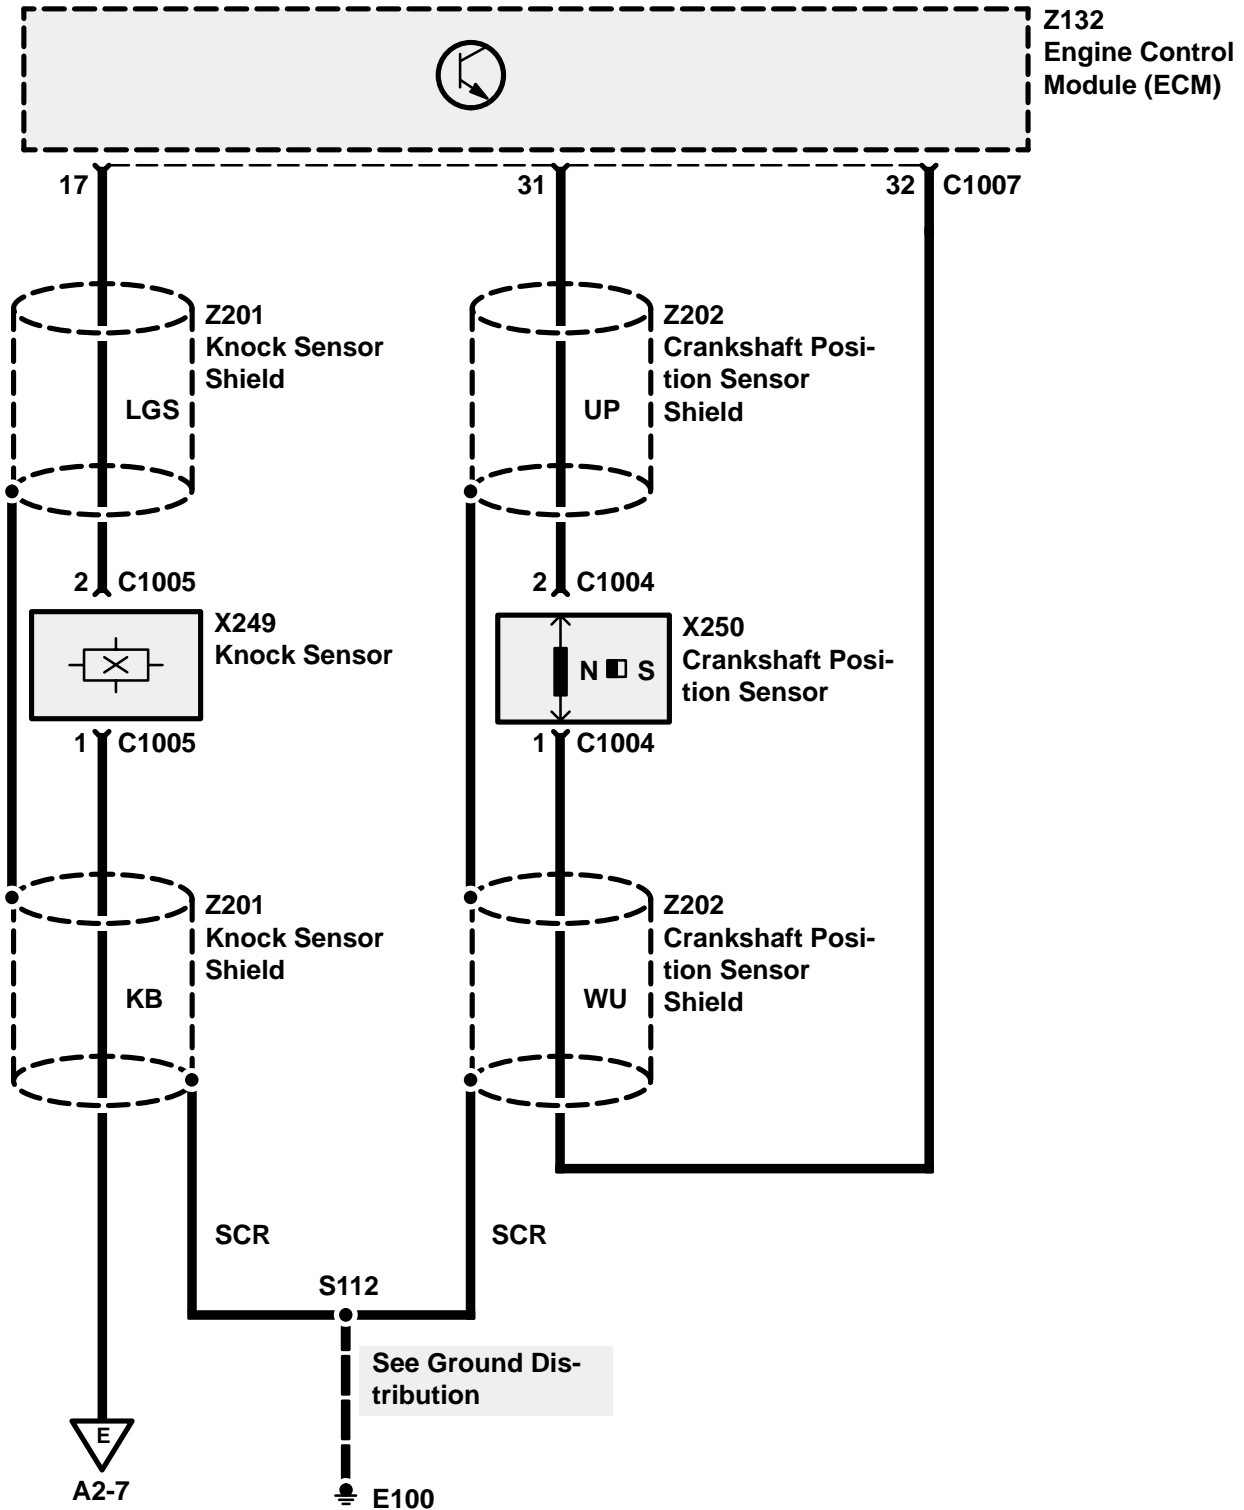 Z132
Engine Control
Module (ECM)
17
31
32 C1007
Z201
Knock Sensor
Shield
LGS
Z202
Crankshaft Posi-
tion Sensor
Shield
UP
2 C1005
2 C1004
X249
Knock Sensor
X250
Crankshaft Posi-
tion Sensor
N S
1 C1005
1 C1004
Z201
Knock Sensor
Shield
KB
Z202
Crankshaft Posi-
tion Sensor
Shield
WU
SCR
SCR
S112
See Ground Dis-
tribution
E
A2-7
E100